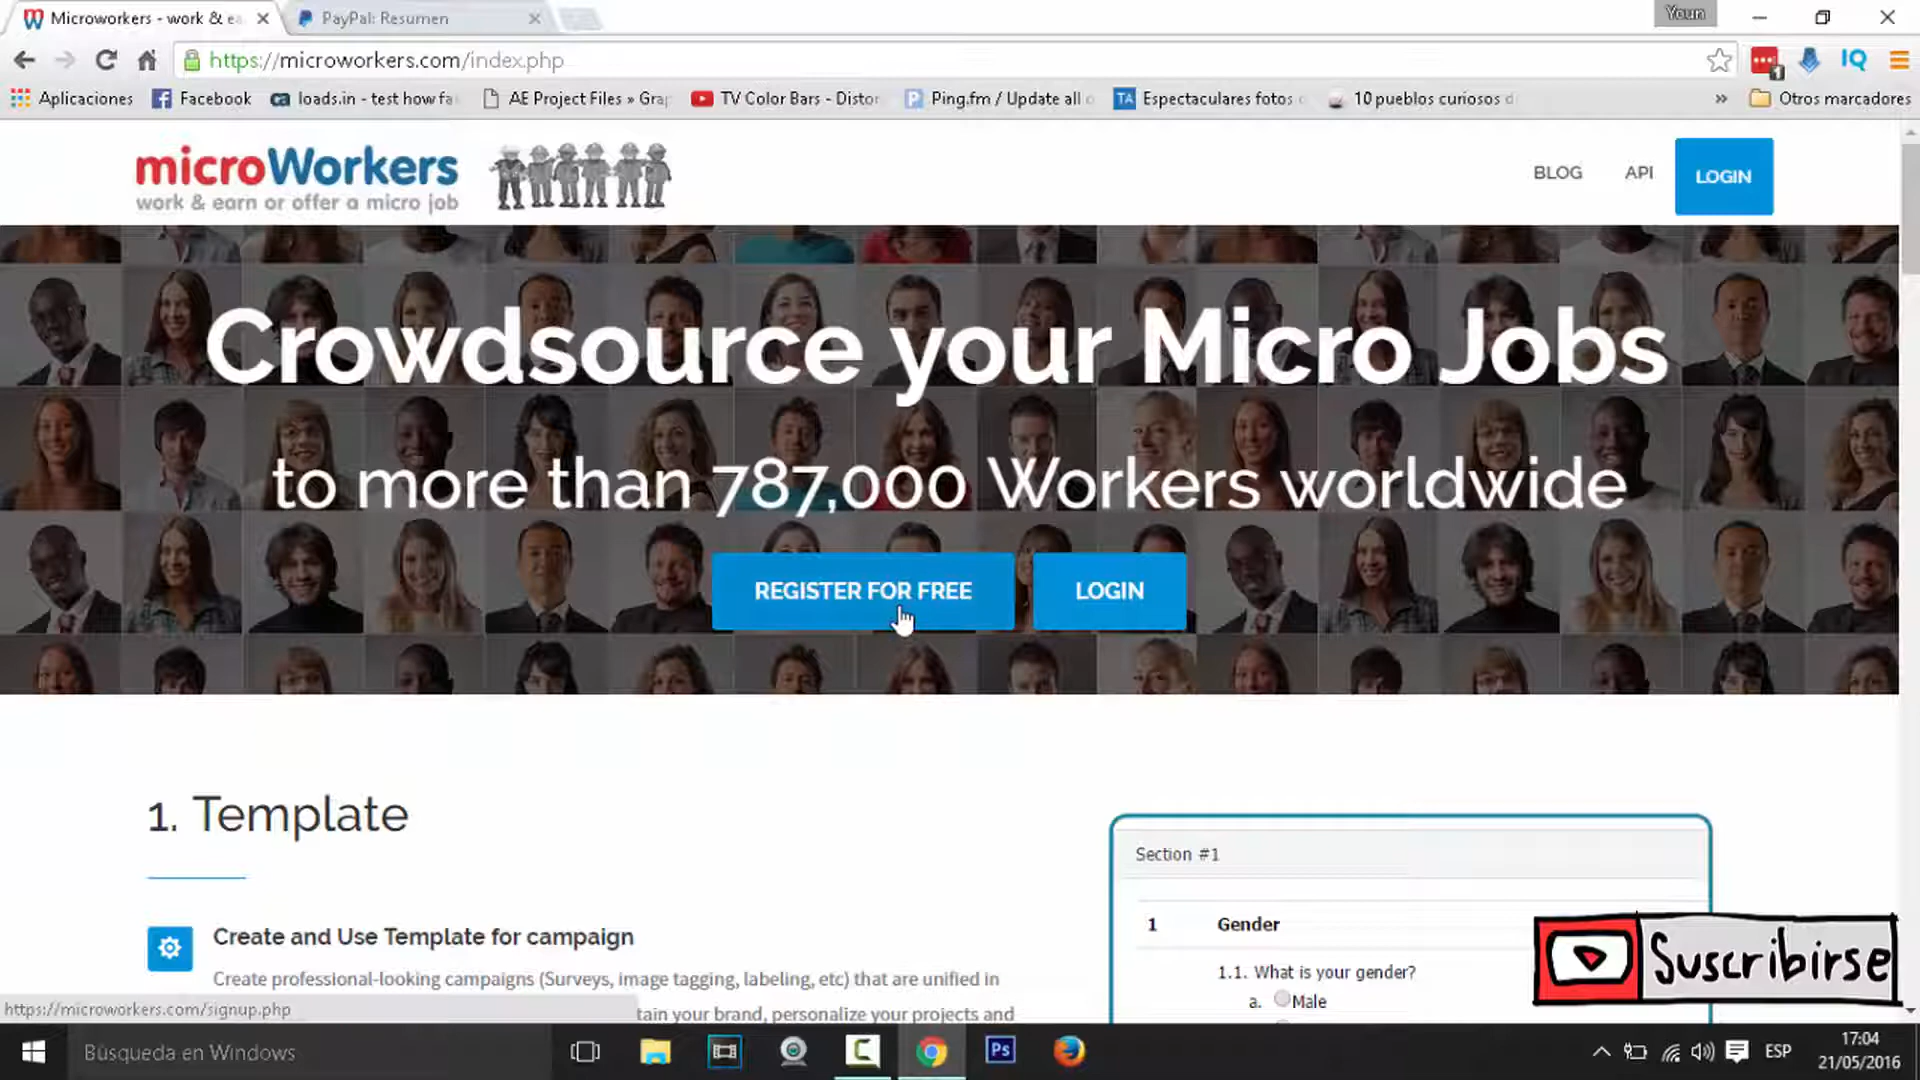 Microworkers - work & ea
PayPal: Resumen
Youn
https://microworkers.com/index.php
Aplicaciones
Facebook
loads.in - test how fa
AE Project Files » Gra
TV Color Bars - Distor
Ping.fm / Update all
Espectaculares fotos
10 pueblos curiosos d
»
Otros marcadores
microWorkers
work & earn or offer a micro job
BLOG
API
LOGIN
Crowdsource your Micro Jobs
to more than 787,000 Workers worldwide
REGISTER FOR FREE
LOGIN
1. Template
Section #1
Create and Use Template for campaign
1 Gender
Create professional-looking campaigns (Surveys, image tagging, labeling, etc) that are unified in
1.1. What is your gender?
a. Male
Suscribirse
https://microworkers.com/signup.php
tain your brand, personalize your projects and
Búsqueda en Windows
Ps
ESP
17:04
21/05/2016